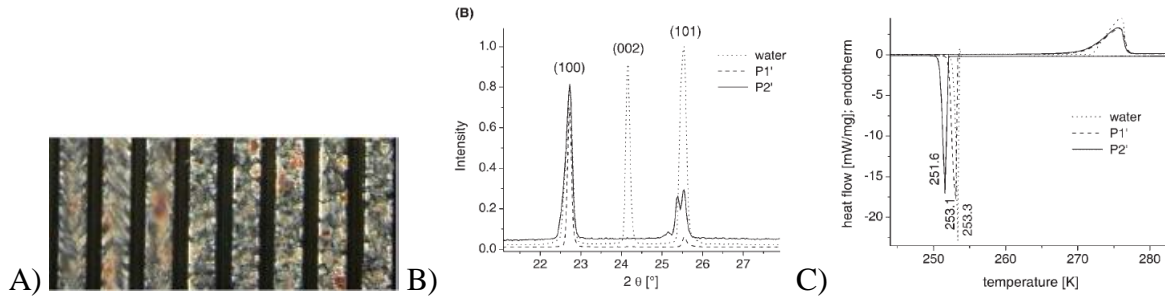 (B)
(002)
(101)
(100)
water
P1'
P2'
1.0
0.8
0.6
0.4
0.2
0.0
Intensity
21 22 23 24 25 26 27
2 θ [°]
0
-5
-10
-15
-20
heat flow [mW/mg]; endotherm
water
P1'
P2'
251.6
253.1
253.3
250 260 270 280
temperature [K]
A)
B)
C)